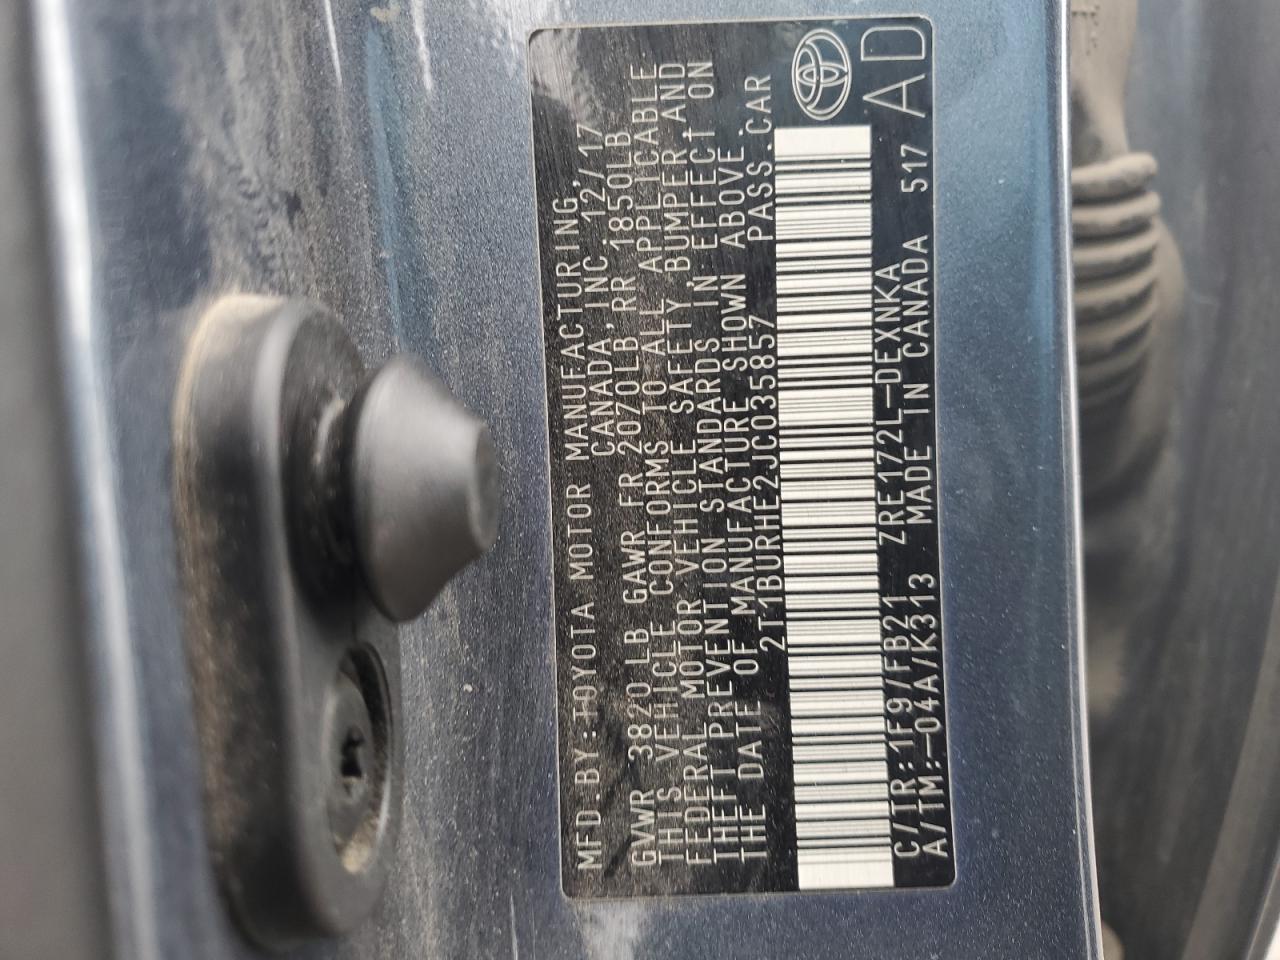 MFD.BY:TOYOTA MOTOR MANUFACTURING,
CANADA,INC.12/17
GVWR 3820LB GAWR FR 2070LB,RR 1850LB
THIS VEHICLE CONFORMS TO ALL APPLICABLE
FEDERAL MOTOR VEHICLE SAFETY,BUMPER,AND
THEFT PREVENTION STANDARDS IN EFFECT ON
THE DATE OF MANUFACTURE SHOWN ABOVE.
2T1BURHE2JC035857 PASS.CAR
C/TR:1F9/FB21 ZRE172L-DEXNKA
A/TM:-04A/K313 MADE IN CANADA 517 AD